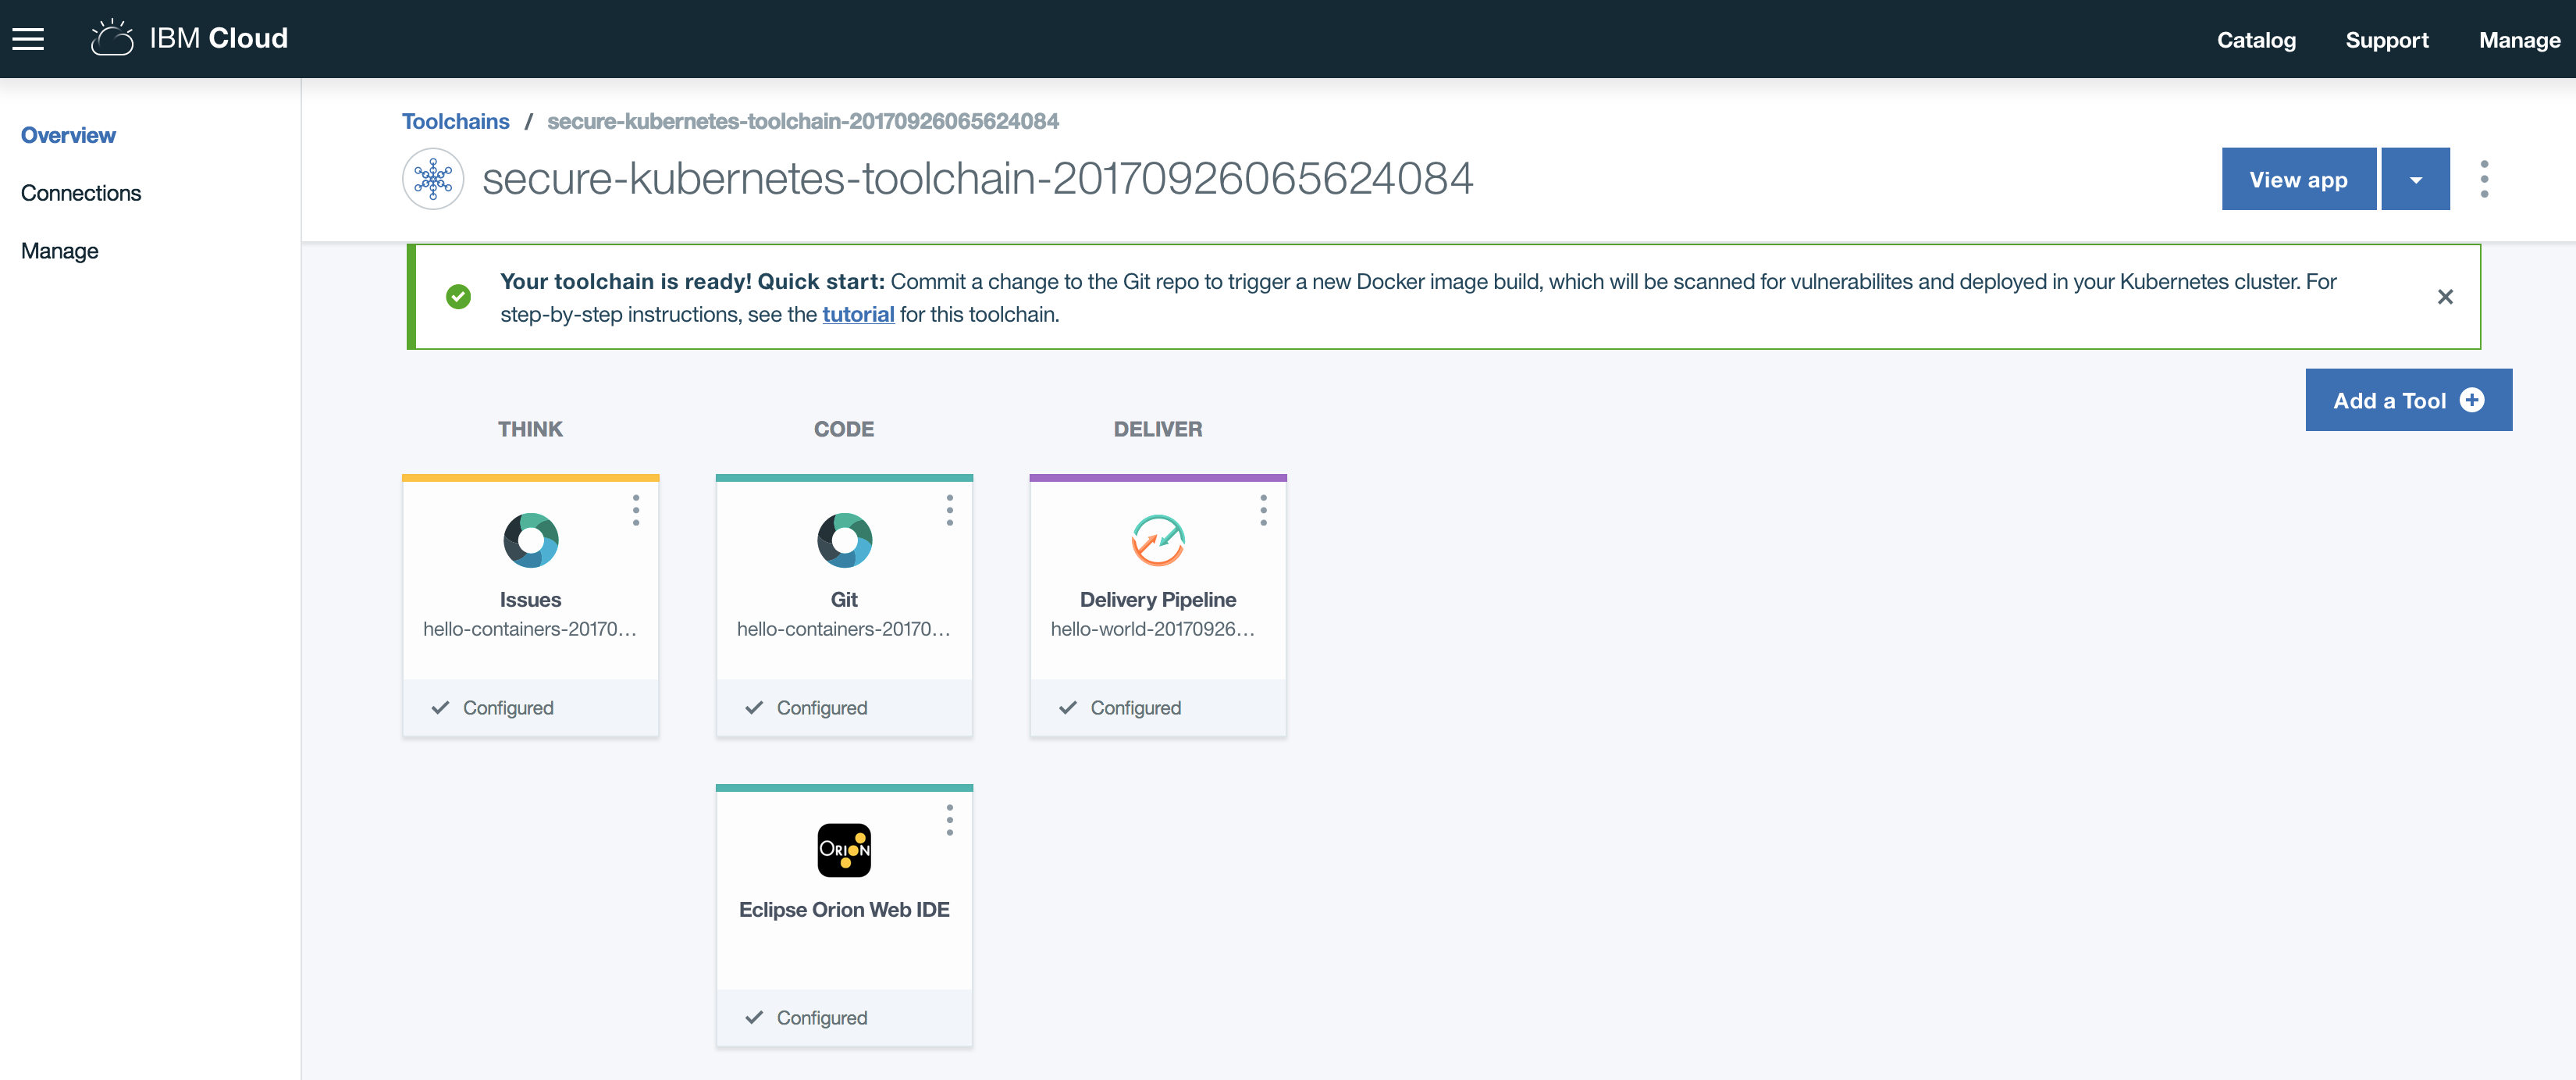 IBM Cloud
Catalog
Support
Manage
Overview
Connections
Manage
Toolchains / secure-kubernetes-toolchain-20170926065624084
secure-kubernetes-toolchain-20170926065624084
View app
Your toolchain is ready! Quick start: Commit a change to the Git repo to trigger a new Docker image build, which will be scanned for vulnerabilites and deployed in your Kubernetes cluster. For
step-by-step instructions, see the tutorial for this toolchain.
Add a Tool
THINK
CODE
DELIVER
Issues
hello-containers-20170...
Configured
Git
hello-containers-20170...
Configured
Delivery Pipeline
hello-world-20170926...
Configured
ORION
Eclipse Orion Web IDE
Configured